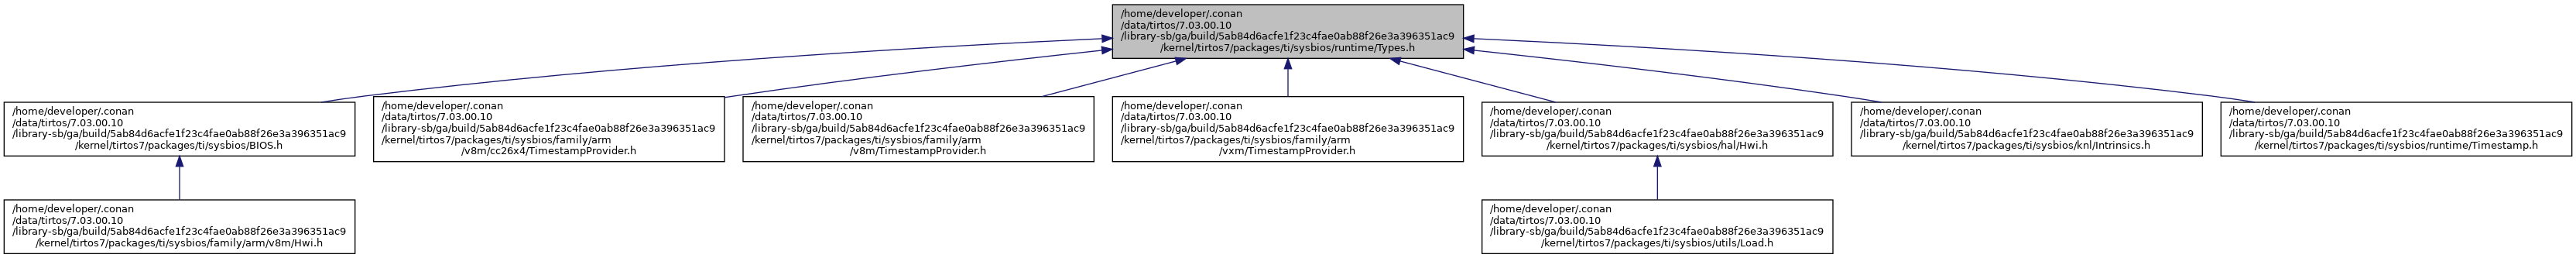 /home/developer/.conan
/data/tirtos/7.03.00.10
/library-sb/ga/build/5ab84d6acfe1f23c4fae0ab88f26e3a396351ac9
/kernel/tirtos7/packages/ti/sysbios/runtime/Types.h
/home/developer/.conan
/data/tirtos/7.03.00.10
/library-sb/ga/build/5ab84d6acfe1f23c4fae0ab88f26e3a396351ac9
/kernel/tirtos7/packages/ti/sysbios/BIOS.h
/home/developer/.conan
/data/tirtos/7.03.00.10
/library-sb/ga/build/5ab84d6acfe1f23c4fae0ab88f26e3a396351ac9
/kernel/tirtos7/packages/ti/sysbios/family/arm
/v8m/cc26x4/TimestampProvider.h
/home/developer/.conan
/data/tirtos/7.03.00.10
/library-sb/ga/build/5ab84d6acfe1f23c4fae0ab88f26e3a396351ac9
/kernel/tirtos7/packages/ti/sysbios/family/arm
/v8m/TimestampProvider.h
/home/developer/.conan
/data/tirtos/7.03.00.10
/library-sb/ga/build/5ab84d6acfe1f23c4fae0ab88f26e3a396351ac9
/kernel/tirtos7/packages/ti/sysbios/family/arm
/vxm/TimestampProvider.h
/home/developer/.conan
/data/tirtos/7.03.00.10
/library-sb/ga/build/5ab84d6acfe1f23c4fae0ab88f26e3a396351ac9
/kernel/tirtos7/packages/ti/sysbios/hal/Hwi.h
/home/developer/.conan
/data/tirtos/7.03.00.10
/library-sb/ga/build/5ab84d6acfe1f23c4fae0ab88f26e3a396351ac9
/kernel/tirtos7/packages/ti/sysbios/knl/Intrinsics.h
/home/developer/.conan
/data/tirtos/7.03.00.10
/library-sb/ga/build/5ab84d6acfe1f23c4fae0ab88f26e3a396351ac9
/kernel/tirtos7/packages/ti/sysbios/runtime/Timestamp.h
/home/developer/.conan
/data/tirtos/7.03.00.10
/library-sb/ga/build/5ab84d6acfe1f23c4fae0ab88f26e3a396351ac9
/kernel/tirtos7/packages/ti/sysbios/family/arm/v8m/Hwi.h
/home/developer/.conan
/data/tirtos/7.03.00.10
/library-sb/ga/build/5ab84d6acfe1f23c4fae0ab88f26e3a396351ac9
/kernel/tirtos7/packages/ti/sysbios/utils/Load.h